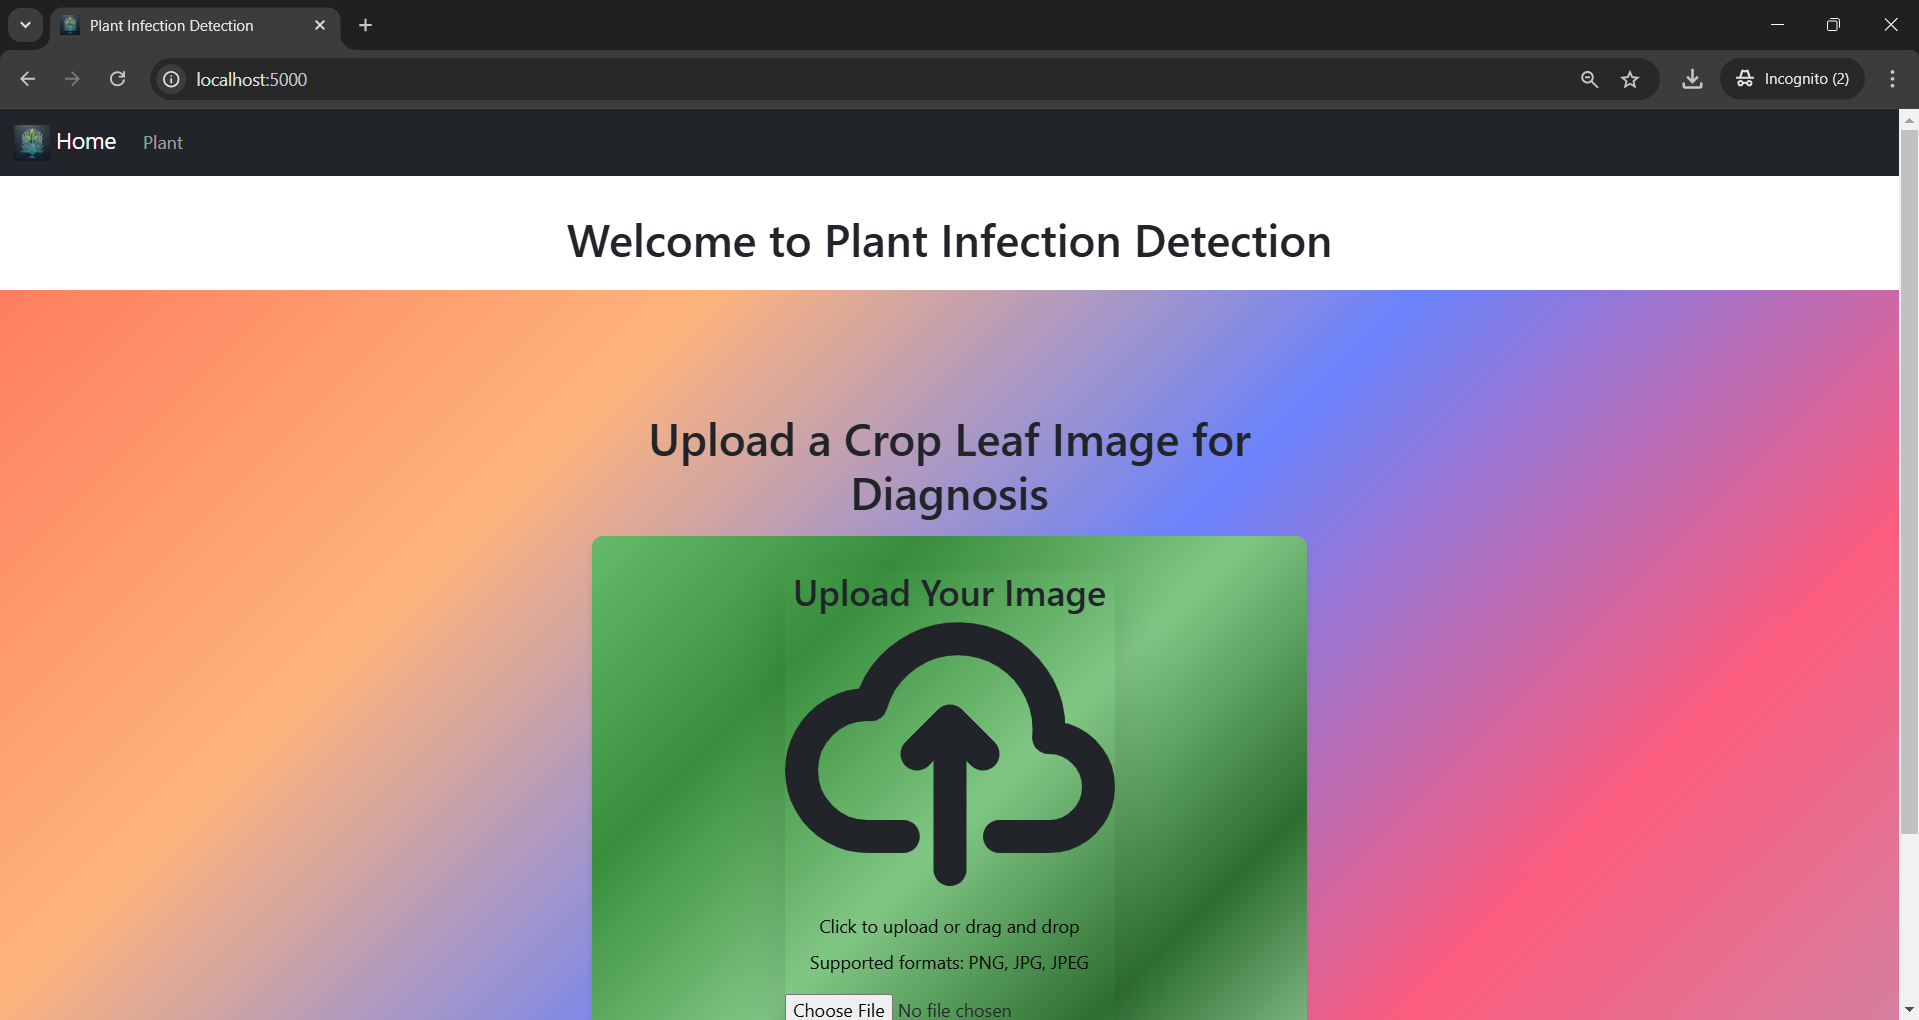 Plant Infection Detection
localhost:5000
Incognito (2)
Home Plant
Welcome to Plant Infection Detection
Upload a Crop Leaf Image for
Diagnosis
Upload Your Image
Click to upload or drag and drop
Supported formats: PNG, JPG, JPEG
Choose File No file chosen